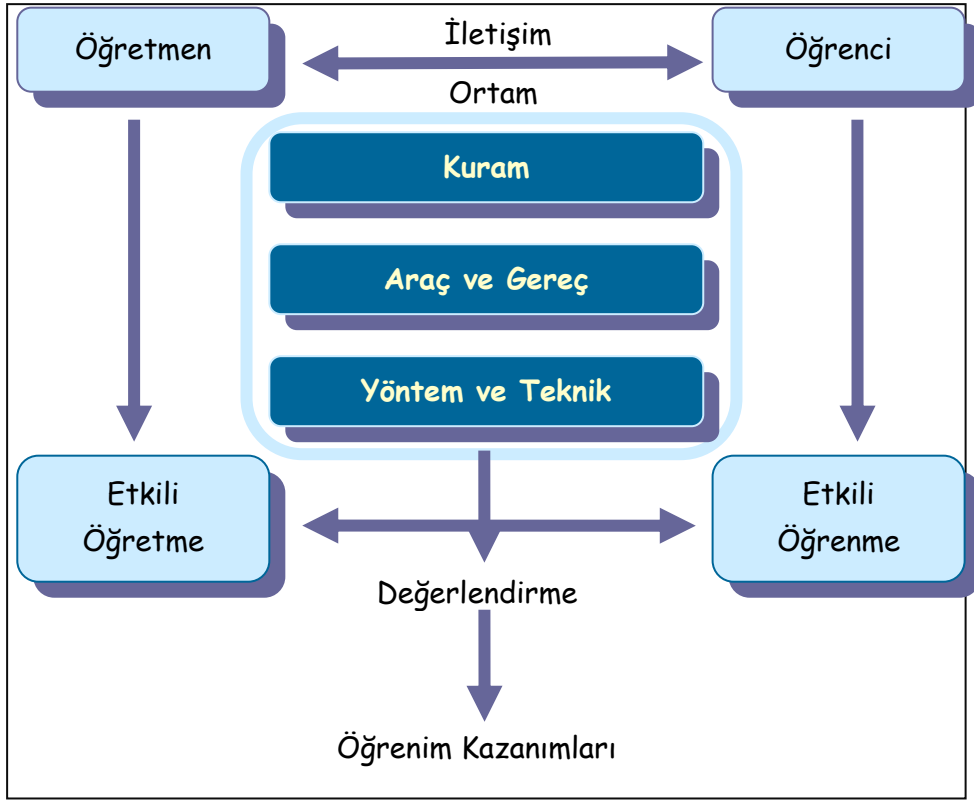 Öğretmen
İletişim
Öğrenci
Ortam
Kuram
Araç ve Gereç
Yöntem ve Teknik
Etkili
Öğretme
Etkili
Öğrenme
Değerlendirme
Öğrenim Kazanımları